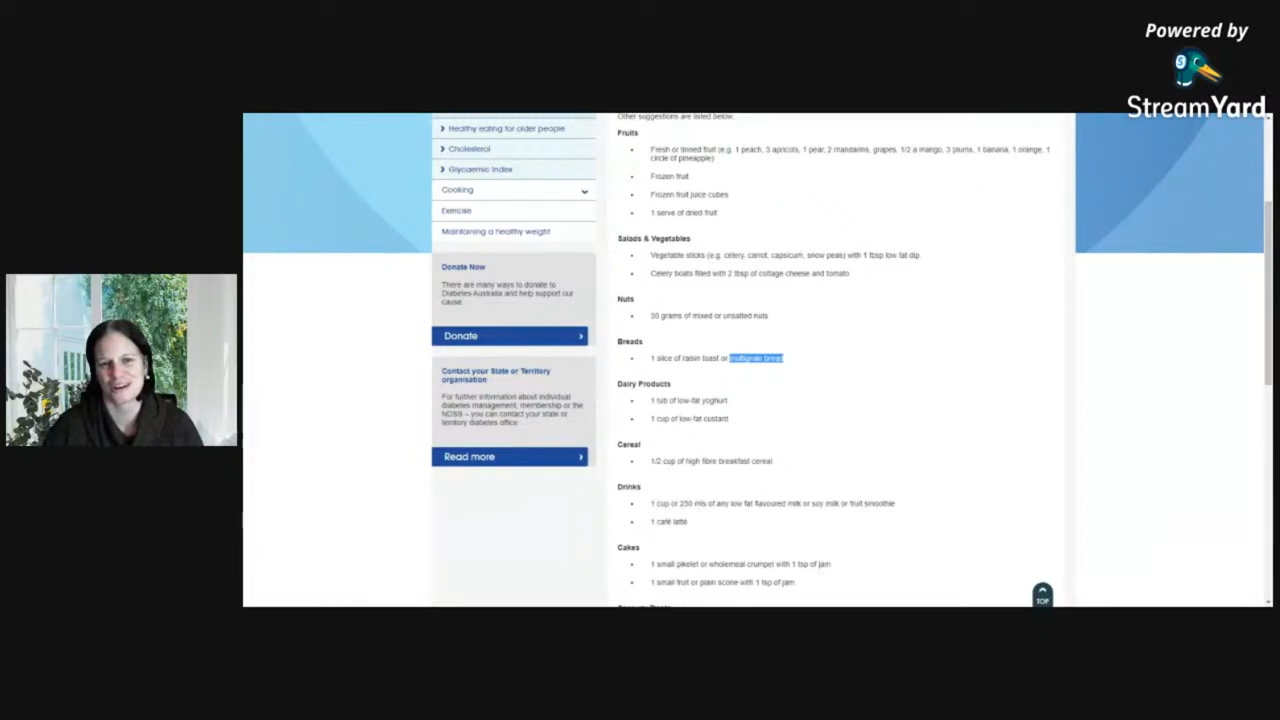 Powered by
StreamYard
Other suggestions are listed below.
Healthy eating for older people
Cholesterol
Glycaemic Index
Cooking
Exercise
Maintaining a healthy weight
Donate Now
There are many ways to donate to
Diabetes Australia and help support our
cause.
Donate
Contact your State or Territory
organisation
For further information about individual
diabetes management, membership or the
NDSS – you can contact your state or
territory diabetes office.
Read more
Fruits
Fresh or tinned fruit (e.g. 1 peach, 3 apricots, 1 pear, 2 mandarins, grapes, 1/2 a mango, 3 plums, 1 banana, 1 orange, 1
circle of pineapple)
Frozen fruit
Frozen fruit juice cubes
1 serve of dried fruit
Salads & Vegetables
Vegetable sticks (e.g. celery, carrot, capsicum, snow peas) with 1 tbsp low fat dip.
Celery boats filled with 2 tbsp of cottage cheese and tomato
Nuts
30 grams of mixed or unsalted nuts
Breads
1 slice of raisin toast or multigrain bread
Dairy Products
1 tub of low-fat yoghurt
1 cup of low-fat custard
Cereal
1/2 cup of high fibre breakfast cereal
Drinks
1 cup or 250 mls of any low fat flavoured milk or soy milk or fruit smoothie
1 café latté
Cakes
1 small pikelet or wholemeal crumpet with 1 tsp of jam
1 small fruit or plain scone with 1 tsp of jam
TOP